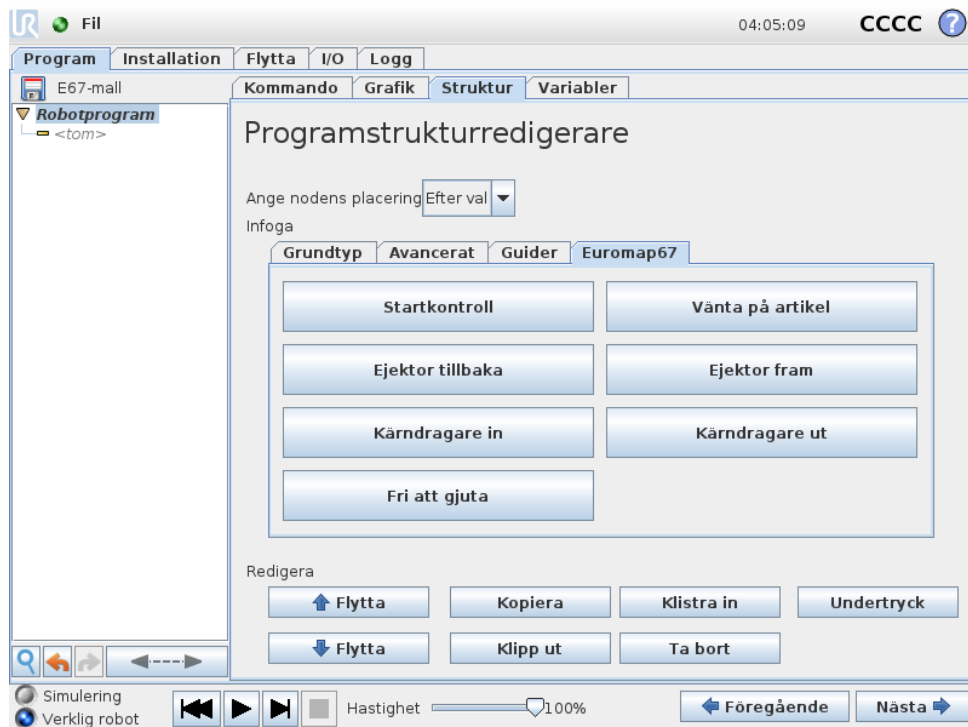 UR Fil 04:05:09 CCCC ?
Program Installation Flytta I/O Logg
E67-mall
Kommando Grafik Struktur Variabler
Robotprogram
<tom>
Programstrukturredigerare
Ange nodens placering Efter val
Infoga
Grundtyp Avancerat Guider Euromap67
Startkontroll Vänta på artikel
Ejektor tillbaka Ejektor fram
Kärndragare in Kärndragare ut
Fri att gjuta
Redigera
Flytta Kopiera Klistra in Undertryck
Flytta Klipp ut Ta bort
Simulering
Verklig robot
Hastighet 100% Föregående Nästa